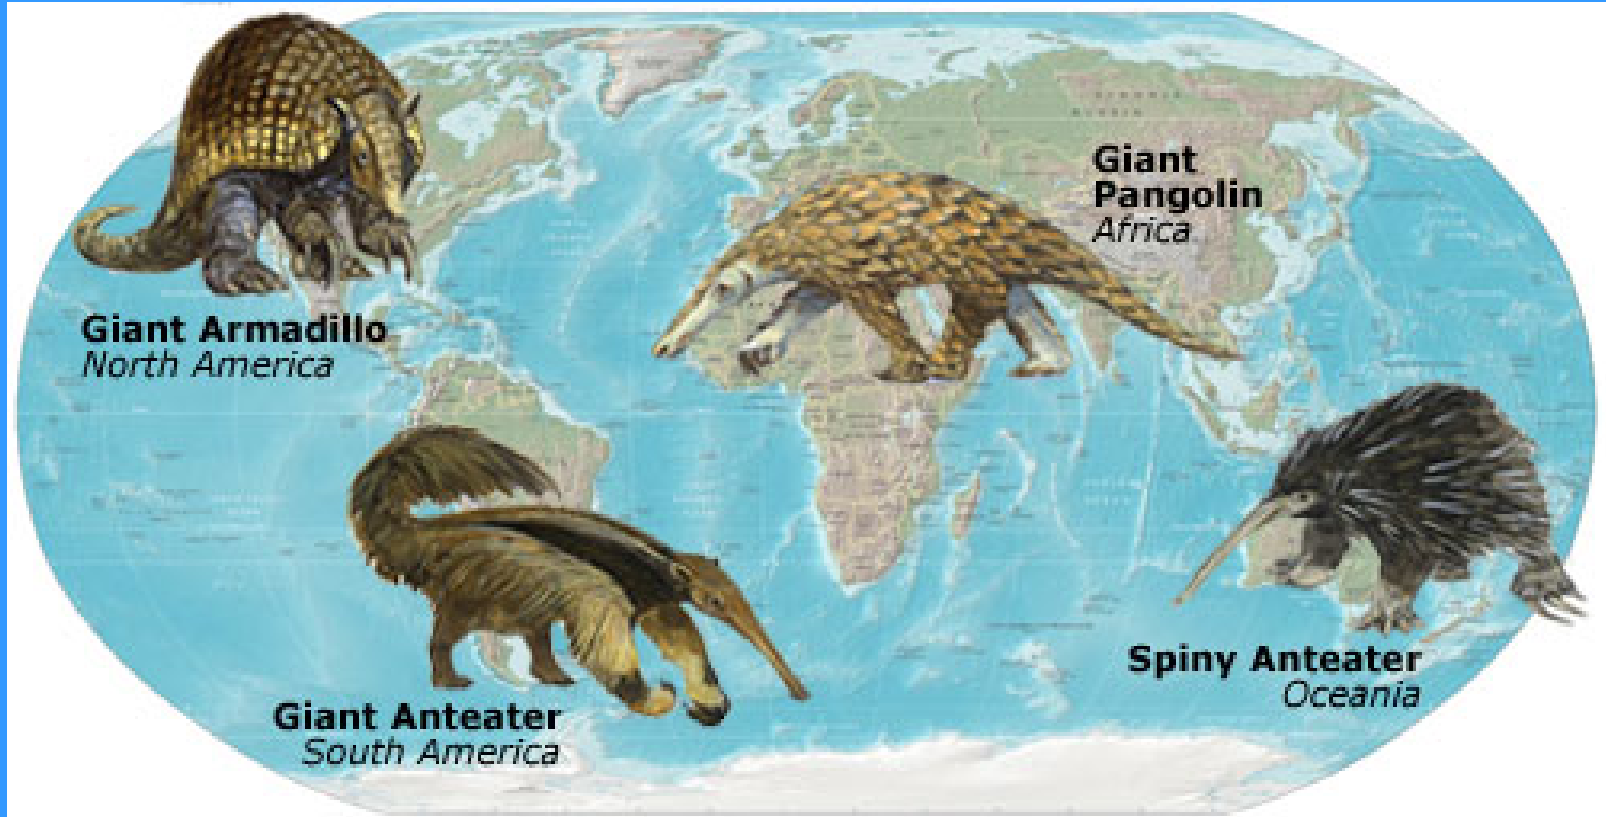 Giant Armadillo
North America
Giant
Pangolin
Africa
Giant Anteater
South America
Spiny Anteater
Oceania